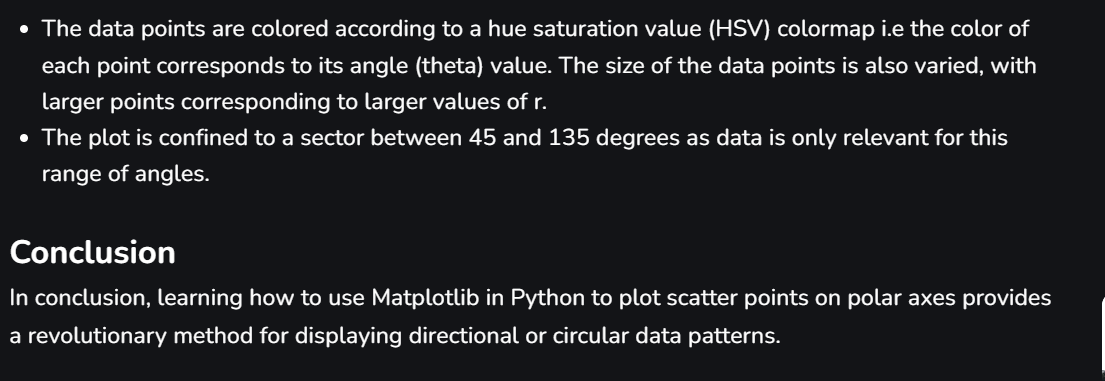 • The data points are colored according to a hue saturation value (HSV) colormap i.e the color of
each point corresponds to its angle (theta) value. The size of the data points is also varied, with
larger points corresponding to larger values of r.
• The plot is confined to a sector between 45 and 135 degrees as data is only relevant for this
range of angles.
Conclusion
In conclusion, learning how to use Matplotlib in Python to plot scatter points on polar axes provides
a revolutionary method for displaying directional or circular data patterns.